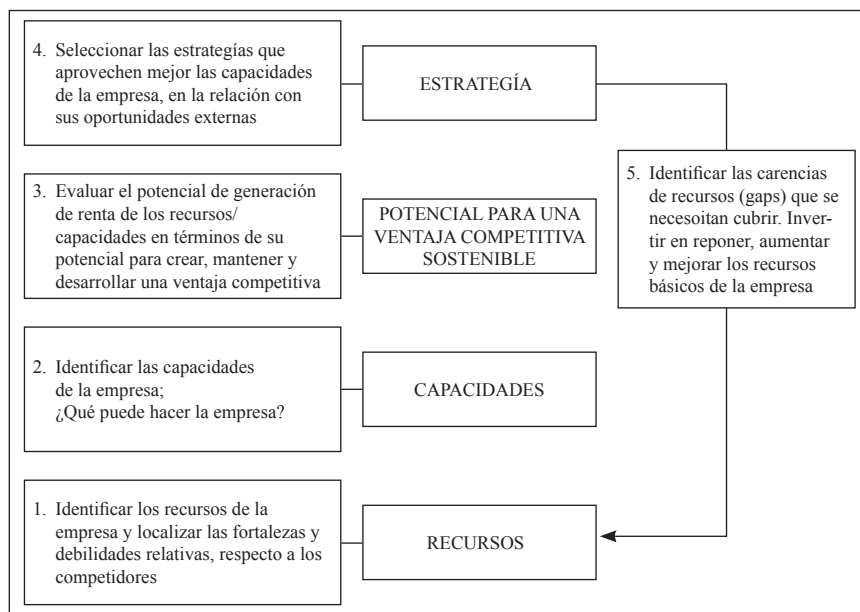 4. Seleccionar las estrategías que
aprovechen mejor las capacidades
de la empresa, en la relación con
sus oportunidades externas
ESTRATEGÍA
5. Identificar las carencias
de recursos (gaps) que se
necesoitan cubrir. Inver-
tir en reponer, aumentar
y mejorar los recursos
básicos de la empresa
3. Evaluar el potencial de generación
de renta de los recursos/
capacidades en términos de su
potencial para crear, mantener y
desarrollar una ventaja competitiva
POTENCIAL PARA UNA
VENTAJA COMPETITIVA
SOSTENIBLE
2. Identificar las capacidades
de la empresa;
¿Qué puede hacer la empresa?
CAPACIDADES
1. Identificar los recursos de la
empresa y localizar las fortalezas y
debilidades relativas, respecto a los
competidores
RECURSOS